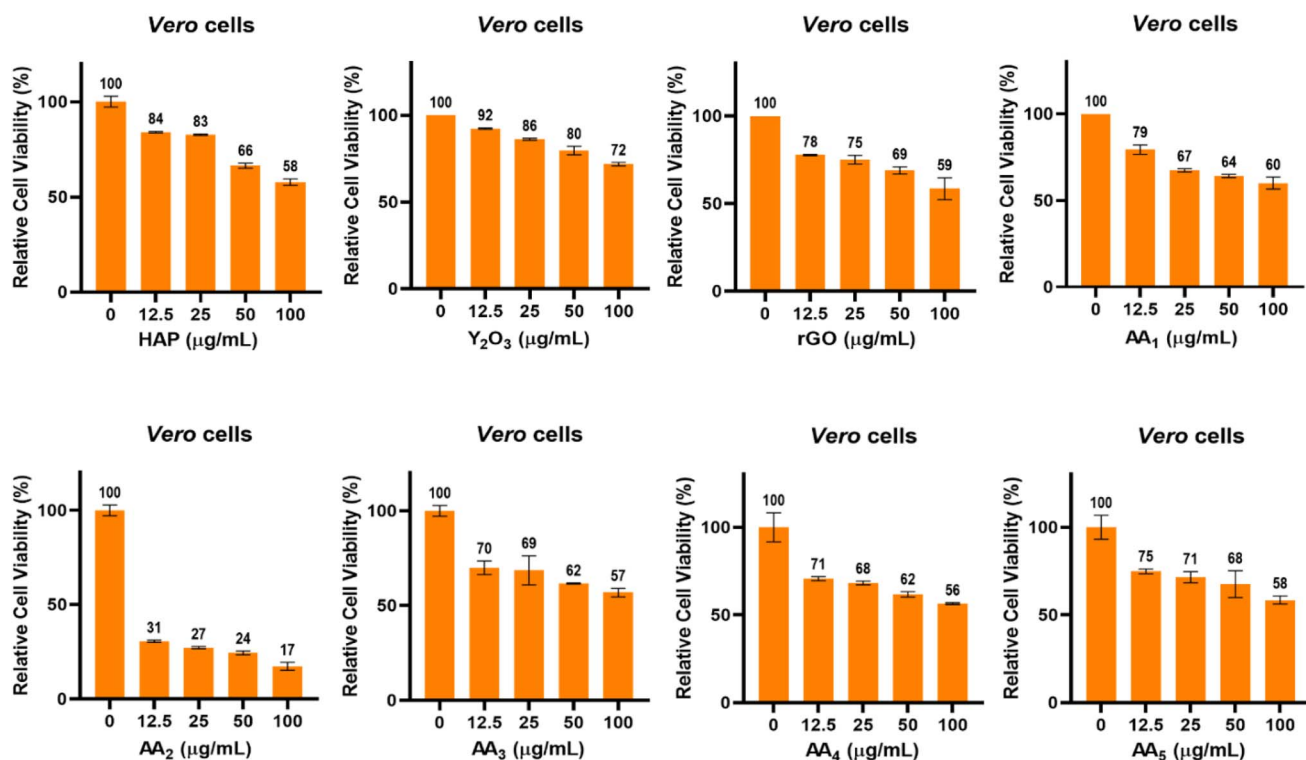 Vero cells
Relative Cell Viability (%)
100
50
0
100
84
83
66
58
0 12.5 25 50 100
HAP (μg/mL)
Vero cells
Relative Cell Viability (%)
100
50
0
100
92
86
80
72
0 12.5 25 50 100
Y₂O₃ (μg/mL)
Vero cells
Relative Cell Viability (%)
100
50
0
100
78
75
69
59
0 12.5 25 50 100
rGO (μg/mL)
Vero cells
Relative Cell Viability (%)
100
50
0
100
79
67
64
60
0 12.5 25 50 100
AA₁ (μg/mL)
Vero cells
Relative Cell Viability (%)
100
50
0
100
31
27
24
17
0 12.5 25 50 100
AA₂ (μg/mL)
Vero cells
Relative Cell Viability (%)
100
50
0
100
70
69
62
57
0 12.5 25 50 100
AA₃ (μg/mL)
Vero cells
Relative Cell Viability (%)
100
50
0
100
71
68
62
56
0 12.5 25 50 100
AA₄ (μg/mL)
Vero cells
Relative Cell Viability (%)
100
50
0
100
75
71
68
58
0 12.5 25 50 100
AA₅ (μg/mL)